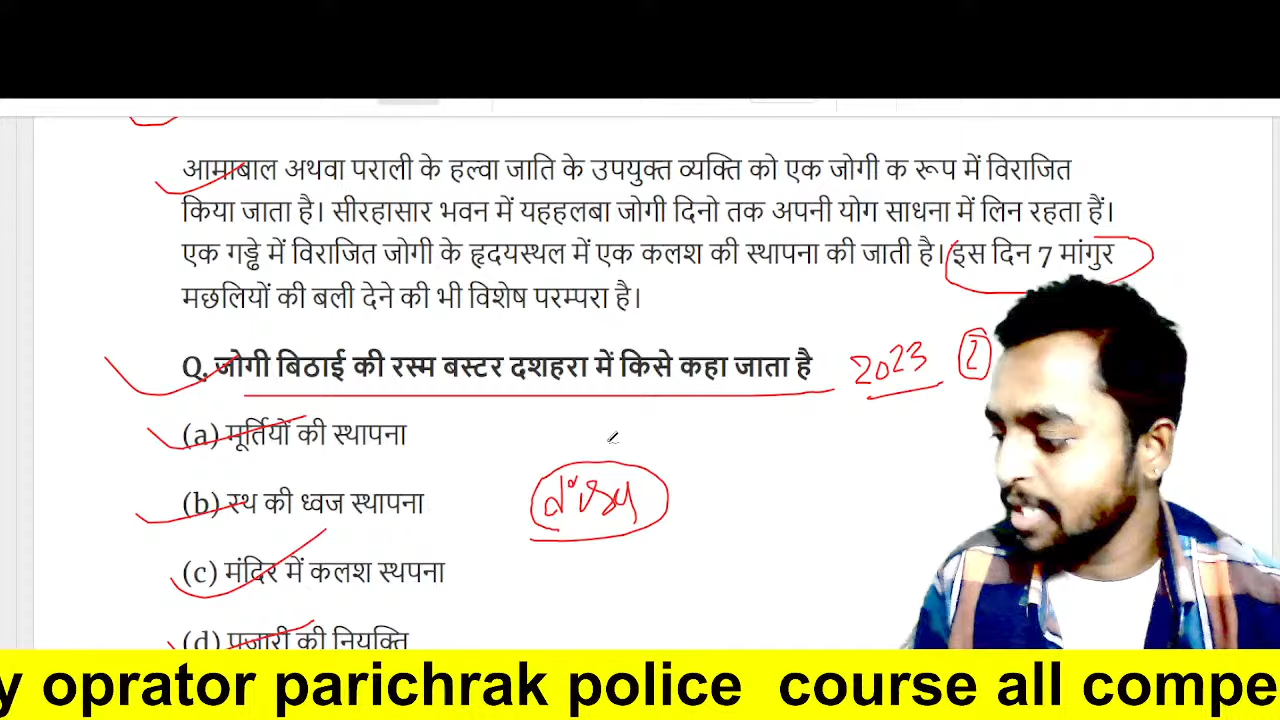 आमाबाल अथवा पराली के हल्वा जाति के उपयुक्त व्यक्ति को एक जोगी क रूप में विराजित
किया जाता है। सीरहासार भवन में यहहलबा जोगी दिनो तक अपनी योग साधना में लिन रहता हैं।
एक गड्ढे में विराजित जोगी के हृदयस्थल में एक कलश की स्थापना की जाती है। इस दिन 7 मांगुर
मछलियों की बली देने की भी विशेष परम्परा है।
Q. जोगी बिठाई की रस्म बस्टर दशहरा में किसे कहा जाता है 2023 2
(a) मूर्तियों की स्थापना
(b) रथ की ध्वज स्थापना
(c) मंदिर में कलश स्थपना
(d) पुजारी की नियुक्ति
y oprator parichrak police course all compe